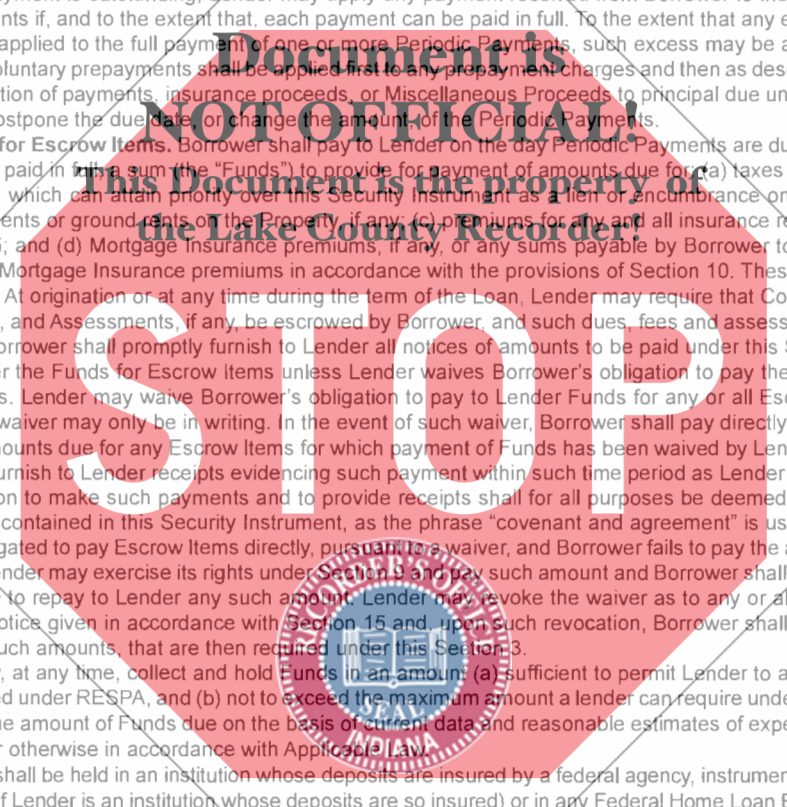 Document is
NOT OFFICIAL!
This Document is the property of
the Lake County Recorder!
STOP
RECORDER'S OFFICE
SEAL
INDIANA
nts if, and to the extent that, each payment can be paid in full. To the extent that any e
applied to the full payment of one or more Periodic Payments, such excess may be a
oluntary prepayments shall be applied first to any prepayment charges and then as des
tion of payments, insurance proceeds, or Miscellaneous Proceeds to principal due un
ostpone the due date, or change the amount, of the Periodic Payments.
for Escrow Items. Borrower shall pay to Lender on the day Periodic Payments are du
paid in full, a sum (the “Funds”) to provide for payment of amounts due for: (a) taxes
which can attain priority over this Security Instrument as a lien or encumbrance on
ents or ground rents on the Property, if any; (c) premiums for any and all insurance re
5; and (d) Mortgage Insurance premiums, if any, or any sums payable by Borrower to
Mortgage Insurance premiums in accordance with the provisions of Section 10. Thes
At origination or at any time during the term of the Loan, Lender may require that Co
, and Assessments, if any, be escrowed by Borrower, and such dues, fees and assess
orrower shall promptly furnish to Lender all notices of amounts to be paid under this S
r the Funds for Escrow Items unless Lender waives Borrower’s obligation to pay the
s. Lender may waive Borrower’s obligation to pay to Lender Funds for any or all Esc
waiver may only be in writing. In the event of such waiver, Borrower shall pay directly
ounts due for any Escrow Items for which payment of Funds has been waived by Len
urnish to Lender receipts evidencing such payment within such time period as Lender
on to make such payments and to provide receipts shall for all purposes be deemed
contained in this Security Instrument, as the phrase “covenant and agreement” is us
gated to pay Escrow Items directly, pursuant to a waiver, and Borrower fails to pay the a
ender may exercise its rights under Section 9 and pay such amount and Borrower shall
to repay to Lender any such amount. Lender may revoke the waiver as to any or al
otice given in accordance with Section 15 and, upon such revocation, Borrower shall
uch amounts, that are then required under this Section 3.
, at any time, collect and hold Funds in an amount (a) sufficient to permit Lender to a
ed under RESPA, and (b) not to exceed the maximum amount a lender can require unde
e amount of Funds due on the basis of current data and reasonable estimates of expe
r otherwise in accordance with Applicable Law.
shall be held in an institution whose deposits are insured by a federal agency, instrumen
f Lender is an institution whose deposits are so insured) or in any Federal Home Loan B